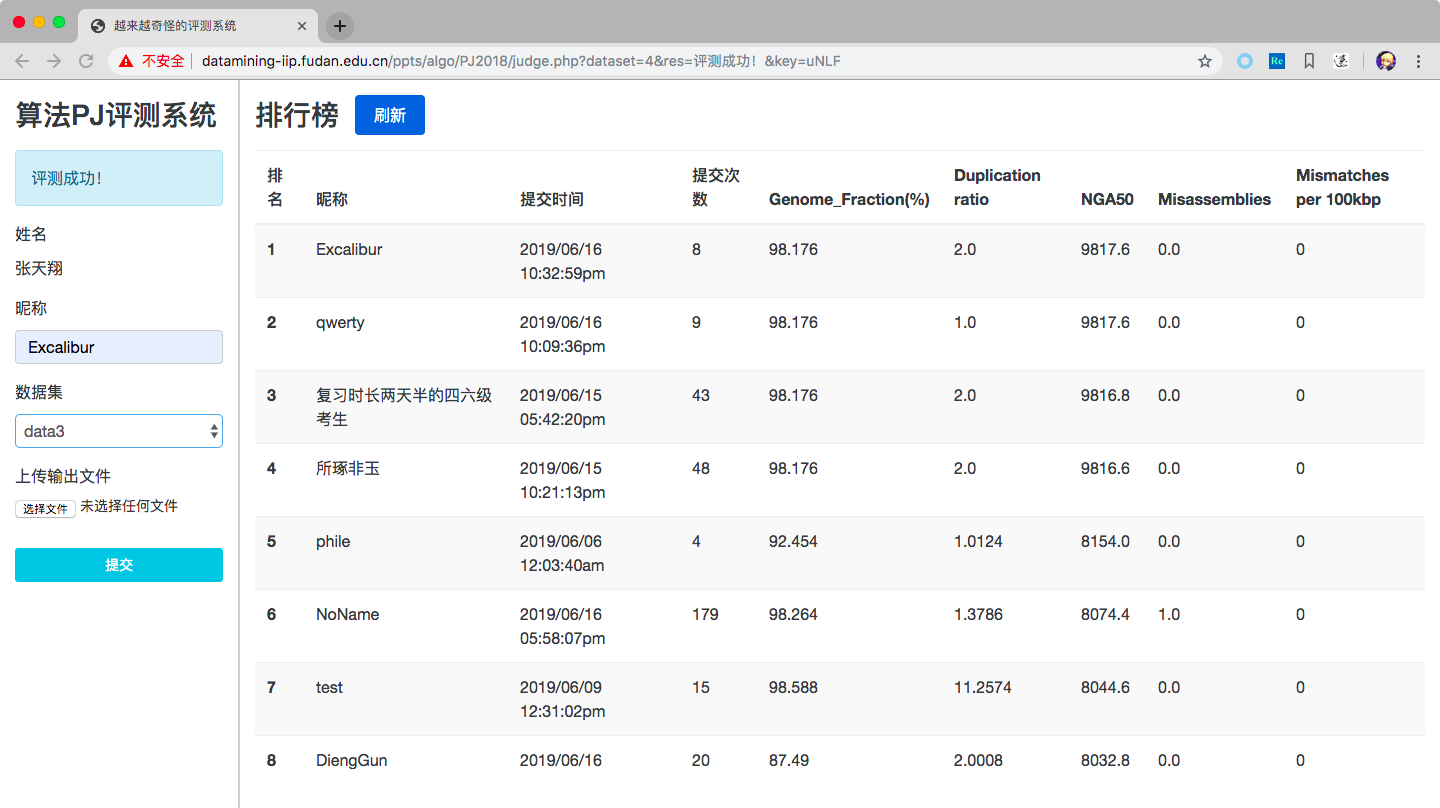 越来越奇怪的评测系统
不安全 datamining-iip.fudan.edu.cn/ppts/algo/PJ2018/judge.php?dataset=4&res=评测成功！&key=uNLF
Re
算法PJ评测系统
评测成功！
姓名
张天翔
昵称
Excalibur
数据集
data3
上传输出文件
选择文件 未选择任何文件
提交
排行榜 刷新
排名 昵称 提交时间 提交次数 Genome_Fraction(%) Duplication ratio NGA50 Misassemblies Mismatches per 100kbp
1 Excalibur 2019/06/16 10:32:59pm 8 98.176 2.0 9817.6 0.0 0
2 qwerty 2019/06/16 10:09:36pm 9 98.176 1.0 9817.6 0.0 0
3 复习时长两天半的四六级考生 2019/06/15 05:42:20pm 43 98.176 2.0 9816.8 0.0 0
4 所琢非玉 2019/06/15 10:21:13pm 48 98.176 2.0 9816.6 0.0 0
5 phile 2019/06/06 12:03:40am 4 92.454 1.0124 8154.0 0.0 0
6 NoName 2019/06/16 05:58:07pm 179 98.264 1.3786 8074.4 1.0 0
7 test 2019/06/09 12:31:02pm 15 98.588 11.2574 8044.6 0.0 0
8 DiengGun 2019/06/16 20 87.49 2.0008 8032.8 0.0 0